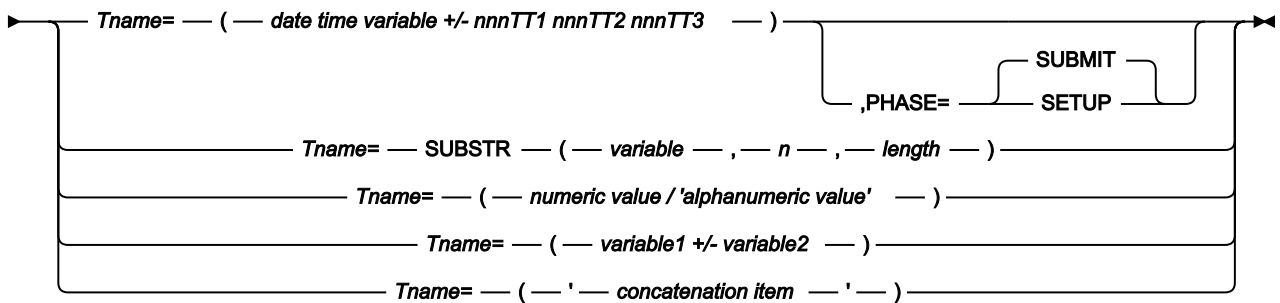 Tname= ( date time variable +/- nnnTT1 nnnTT2 nnnTT3 )
SUBMIT
,PHASE= SETUP
Tname= SUBSTR ( variable , n , length )
Tname= ( numeric value / 'alphanumeric value' )
Tname= ( variable1 +/- variable2 )
Tname= ( ' concatenation item ' )